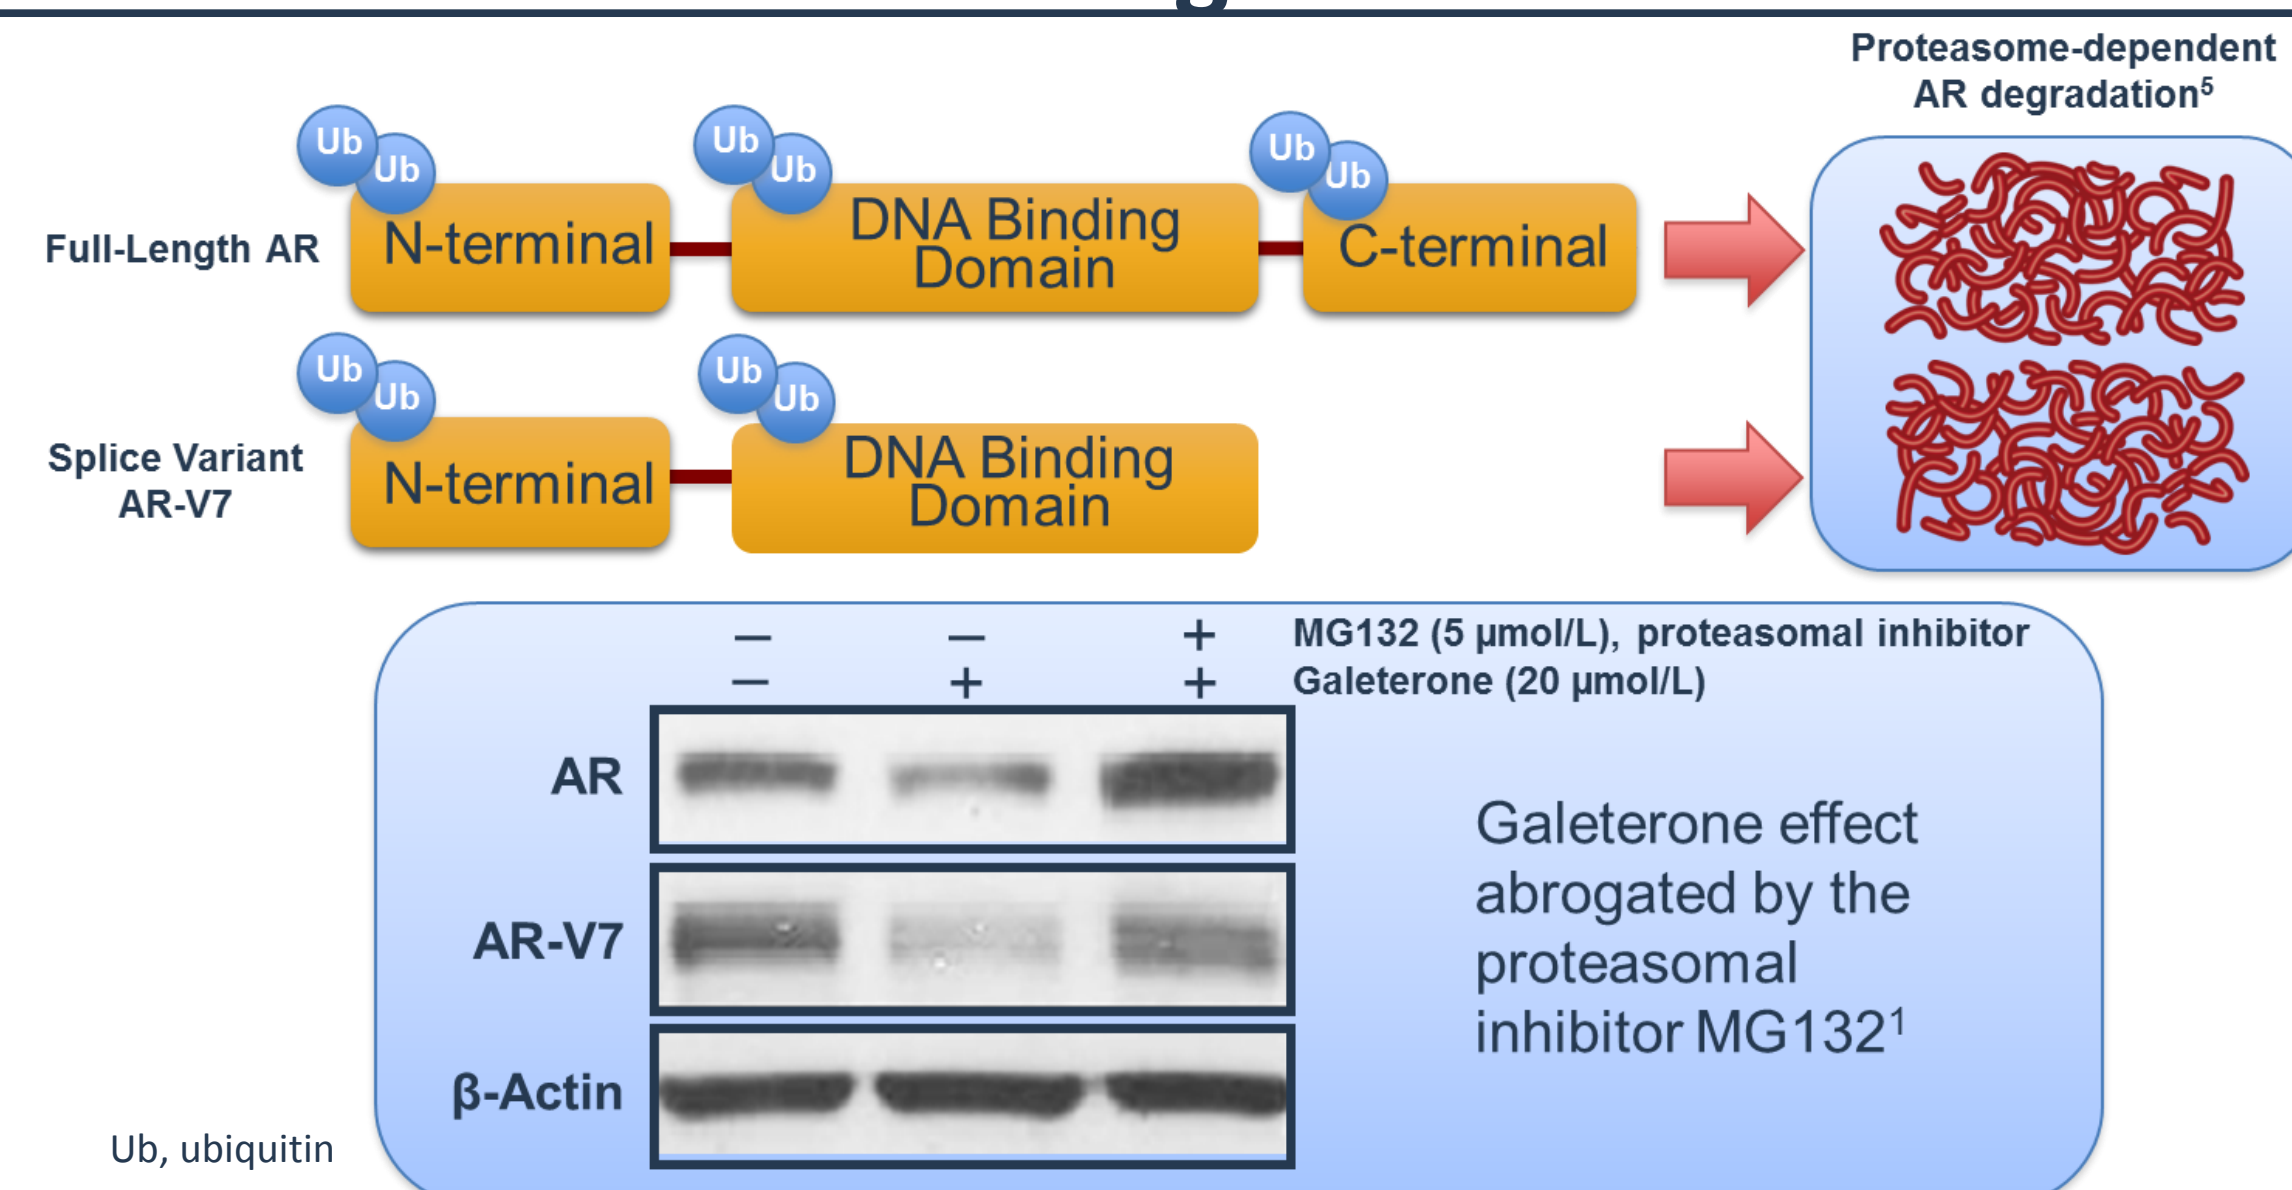 Proteasome-dependent
AR degradation⁵
Ub
Ub
Ub
Ub
Ub
Ub
Full-Length AR
N-terminal
DNA Binding
Domain
C-terminal
Ub
Ub
Ub
Ub
Splice Variant
AR-V7
N-terminal
DNA Binding
Domain
– – + MG132 (5 µmol/L), proteasomal inhibitor
– + + Galeterone (20 µmol/L)
AR
AR-V7
β-Actin
Galeterone effect
abrogated by the
proteasomal
inhibitor MG132¹
Ub, ubiquitin